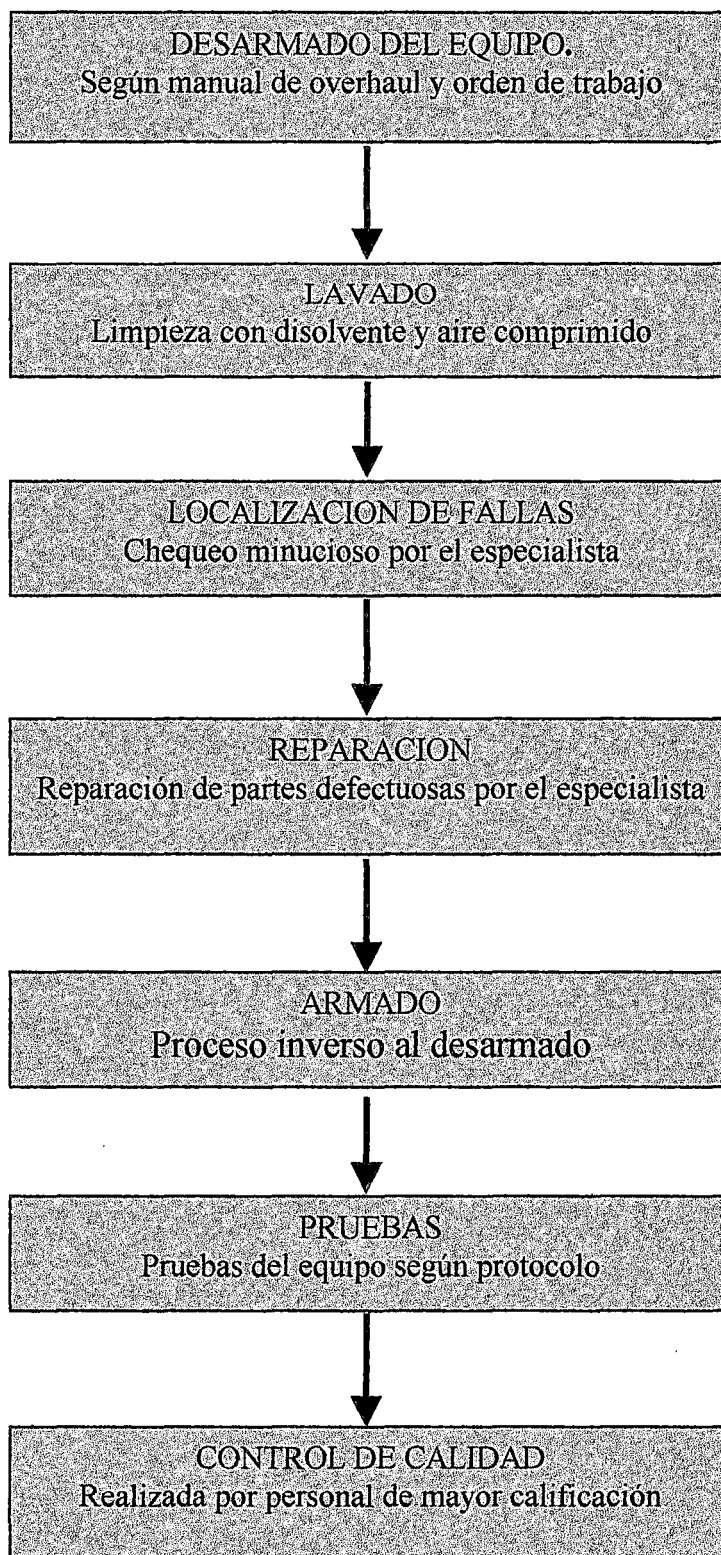 DESARMADO DEL EQUIPO.
Según manual de overhaul y orden de trabajo
LAVADO
Limpieza con disolvente y aire comprimido
LOCALIZACION DE FALLAS
Chequeo minucioso por el especialista
REPARACION
Reparación de partes defectuosas por el especialista
ARMADO
Proceso inverso al desarmado
PRUEBAS
Pruebas del equipo según protocolo
CONTROL DE CALIDAD
Realizada por personal de mayor calificación